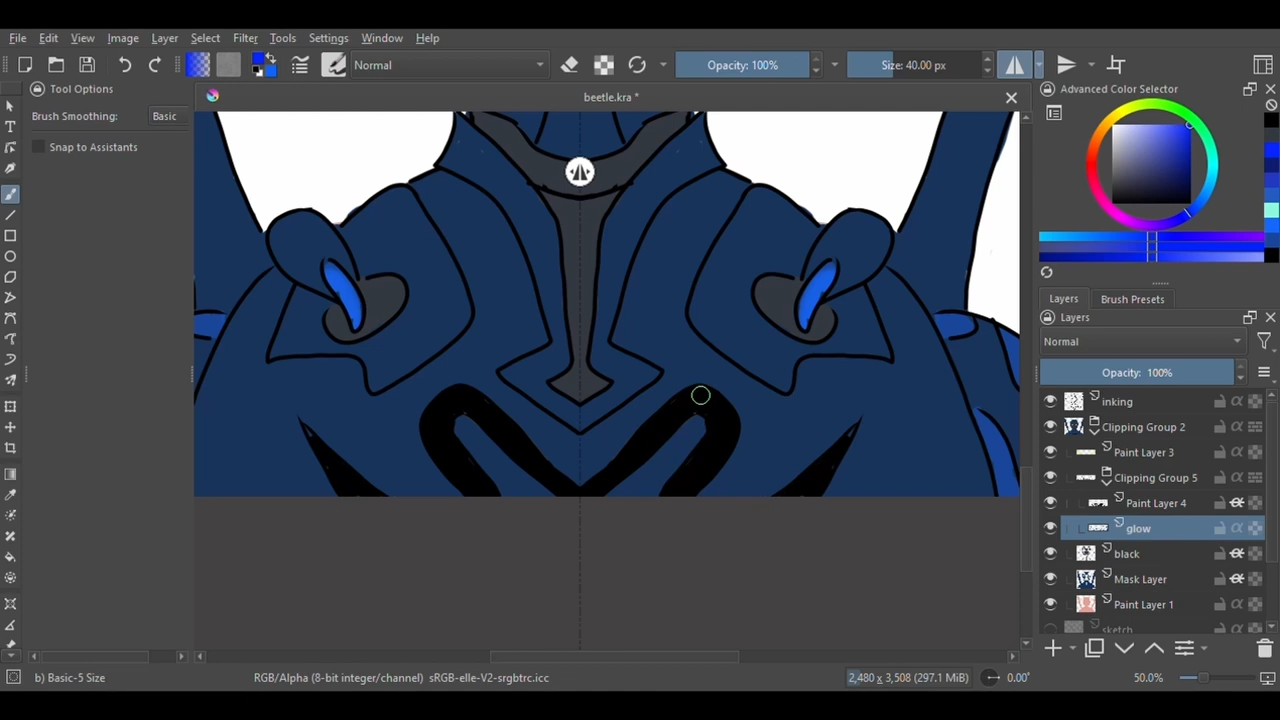 File Edit View Image Layer Select Filter Tools Settings Window Help
Normal Opacity: 100% Size: 40.00 px
Tool Options
beetle.kra *
Advanced Color Selector
Brush Smoothing: Basic
Snap to Assistants
Layers Brush Presets
Layers
Normal
Opacity: 100%
inking
Clipping Group 2
Paint Layer 3
Clipping Group 5
Paint Layer 4
glow
black
Mask Layer
Paint Layer 1
sketch
b) Basic-5 Size RGB/Alpha (8-bit integer/channel) sRGB-elle-V2-srgbtrc.icc 2,480 x 3,508 (297.1 MiB) 0.00° 50.0%